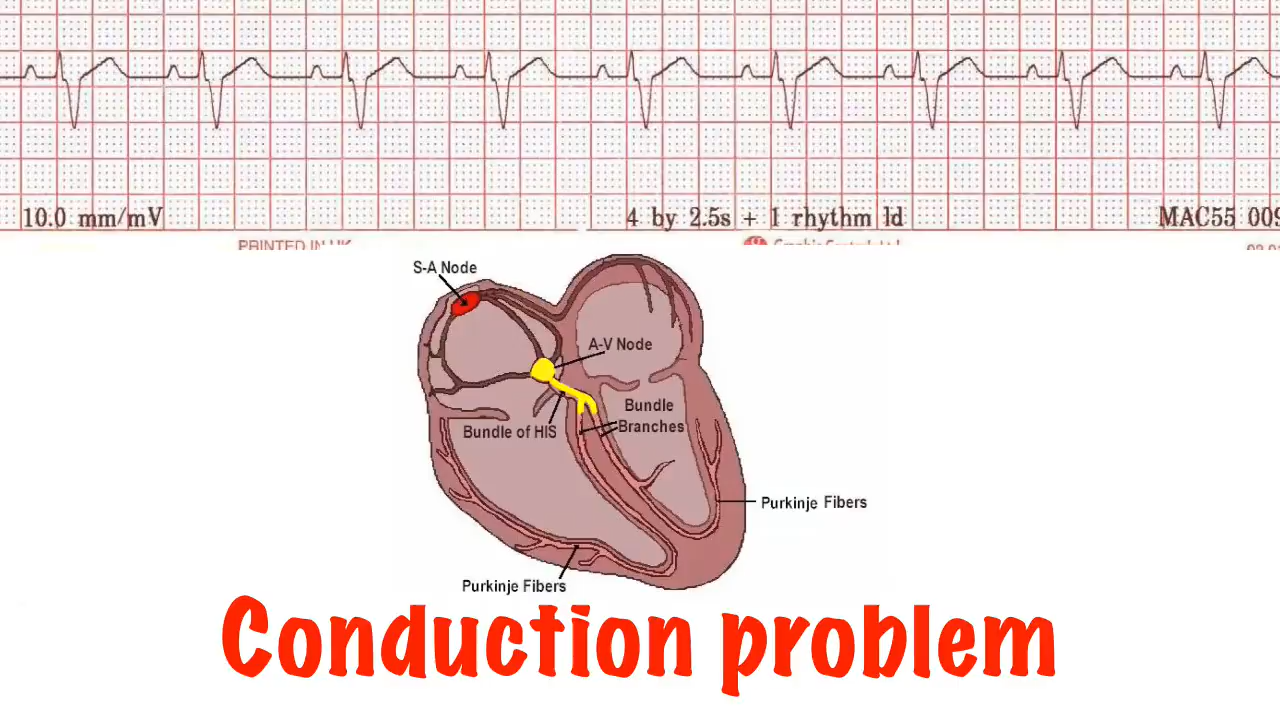 10.0 mm/mV
4 by 2.5s + 1 rhythm ld
MAC55 009
PRINTED IN UK
S-A Node
A-V Node
Bundle
Branches
Bundle of HIS
Purkinje Fibers
Purkinje Fibers
Conduction problem